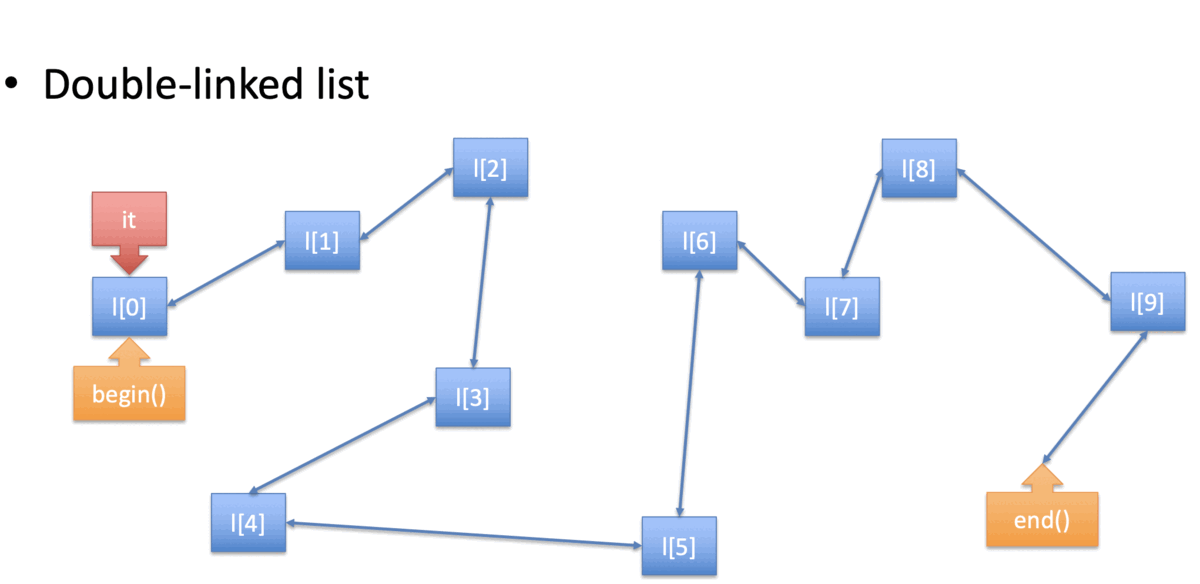 • Double-linked list
l[2]
l[8]
it
l[1]
l[6]
l[0]
l[7]
l[9]
begin()
l[3]
l[4]
end()
l[5]